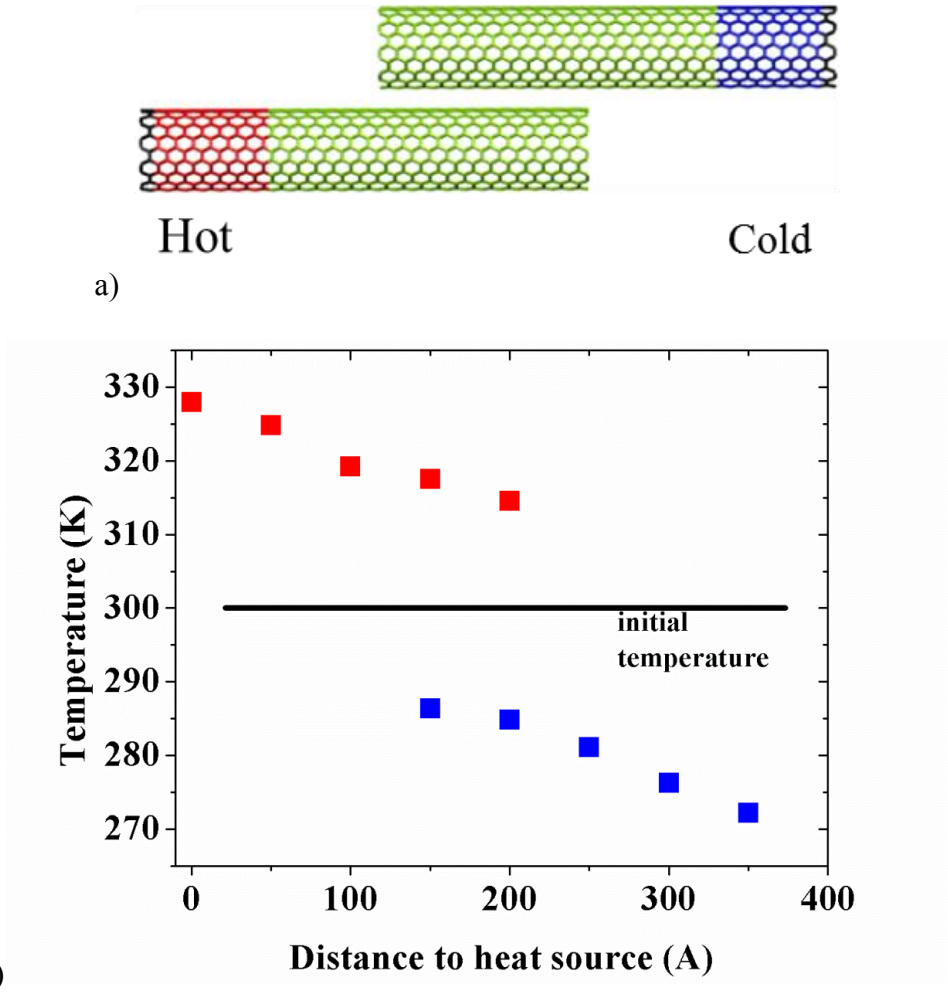 Hot
Cold
a)
330
320
310
300
290
280
270
Temperature (K)
initial
temperature
0
100
200
300
400
Distance to heat source (A)
)